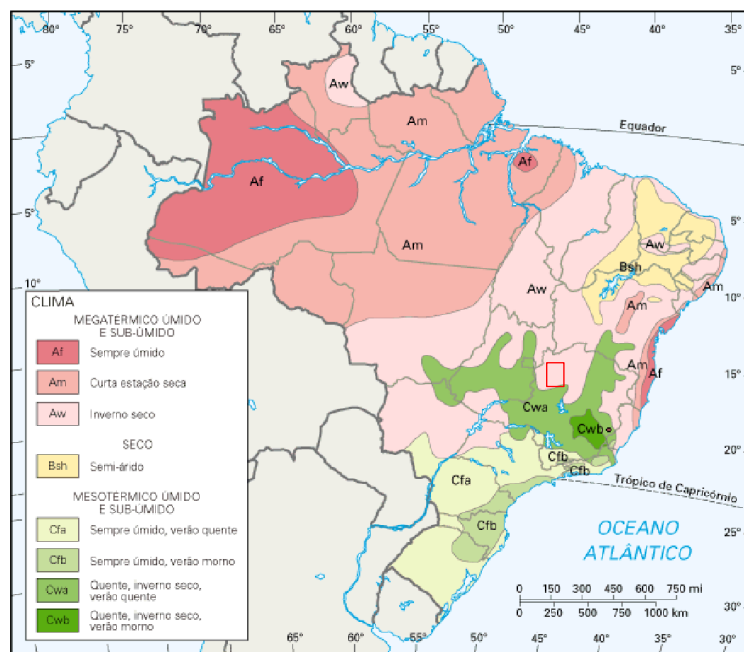 80° 75° 70° 65° 60° 55° 50° 45° 40° 35°
5°
5°
Aw
Am
Equador
Af
Af
5°
Am
5°
Aw
Bsh
Am
10°
Aw
10°
Am
CLIMA
MEGATERMICO ÚMIDO
E SUB-ÚMIDO
Af Sempre úmido
Am Curta estação seca
Aw Inverno seco
SECO
Bsh Semi-árido
MESOTERMICO ÚMIDO
E SUB-ÚMIDO
Cfa Sempre úmido, verão quente
Cfb Sempre úmido, verão morno
Cwa Quente, inverno seco,
verão quente
Cwb Quente, inverno seco,
verão morno
Am
Af
15°
15°
Cwa
Cwb
20°
Cfb
Cfb
Trópico de Capricórnio
Cfa
Cfb
25°
OCEANO
ATLÂNTICO
0 150 300 450 600 750 mi
0 250 500 750 1000 km
30°
65° 60° 55° 50° 45° 40° 35°